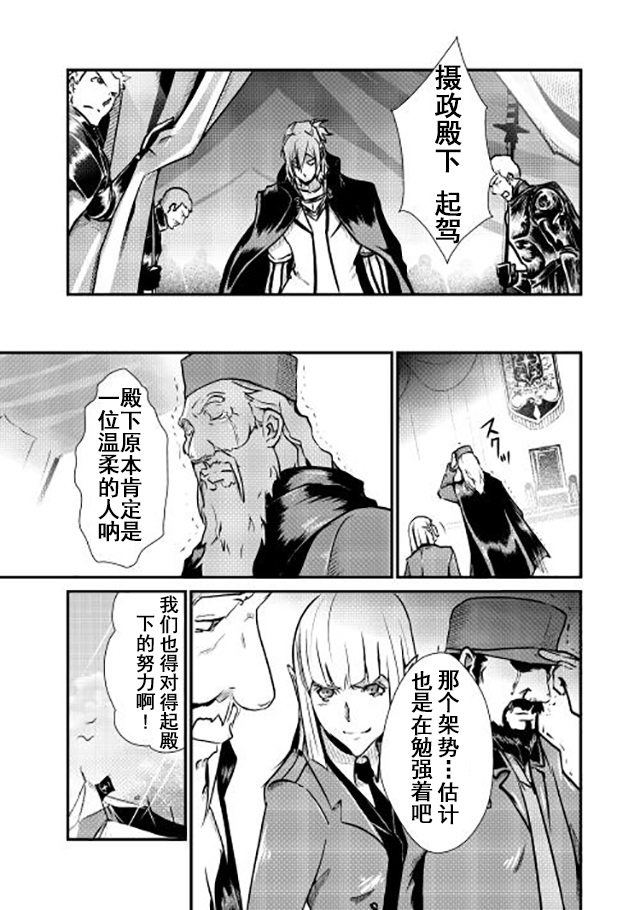 摄政殿下 起驾
スクッ
殿下原本肯定是
一位温柔的人呐
那个架势…估计
也是在勉强着吧
我们也得对得起殿
下的努力啊！